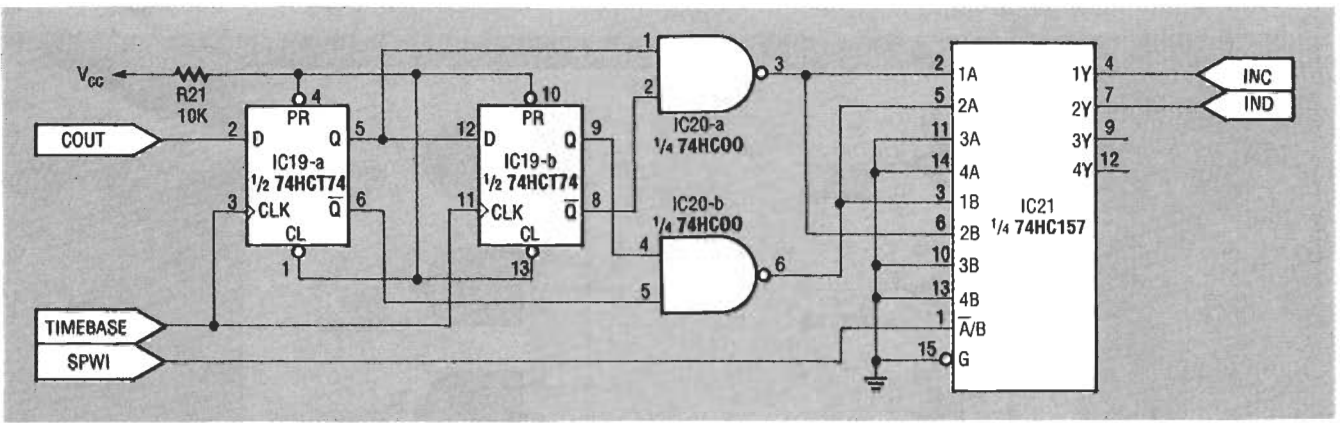 VCC
R21
10K
COUT
TIMEBASE
SPWI
4
PR
2
D
Q
5
IC19-a
1/2 74HCT74
3
CLK
Q
6
CL
1
10
PR
12
D
Q
9
IC19-b
1/2 74HCT74
11
CLK
Q
8
CL
13
1
2
3
IC20-a
1/4 74HC00
IC20-b
1/4 74HC00
4
5
6
2 1A
5 2A
11 3A
14 4A
3 1B
6 2B
10 3B
13 4B
1 A/B
15 G
IC21
1/4 74HC157
1Y 4
2Y 7
3Y 9
4Y 12
INC
IND